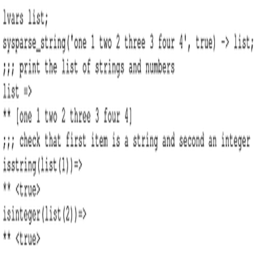 lvars list;
sysparse_string('one 1 two 2 three 3 four 4', true) -> list;
;;; print the list of strings and numbers
list =>
** [one 1 two 2 three 3 four 4]
;;; check that first item is a string and second an integer
isstring(list(1))=>
** <true>
isinteger(list(2))=>
** <true>